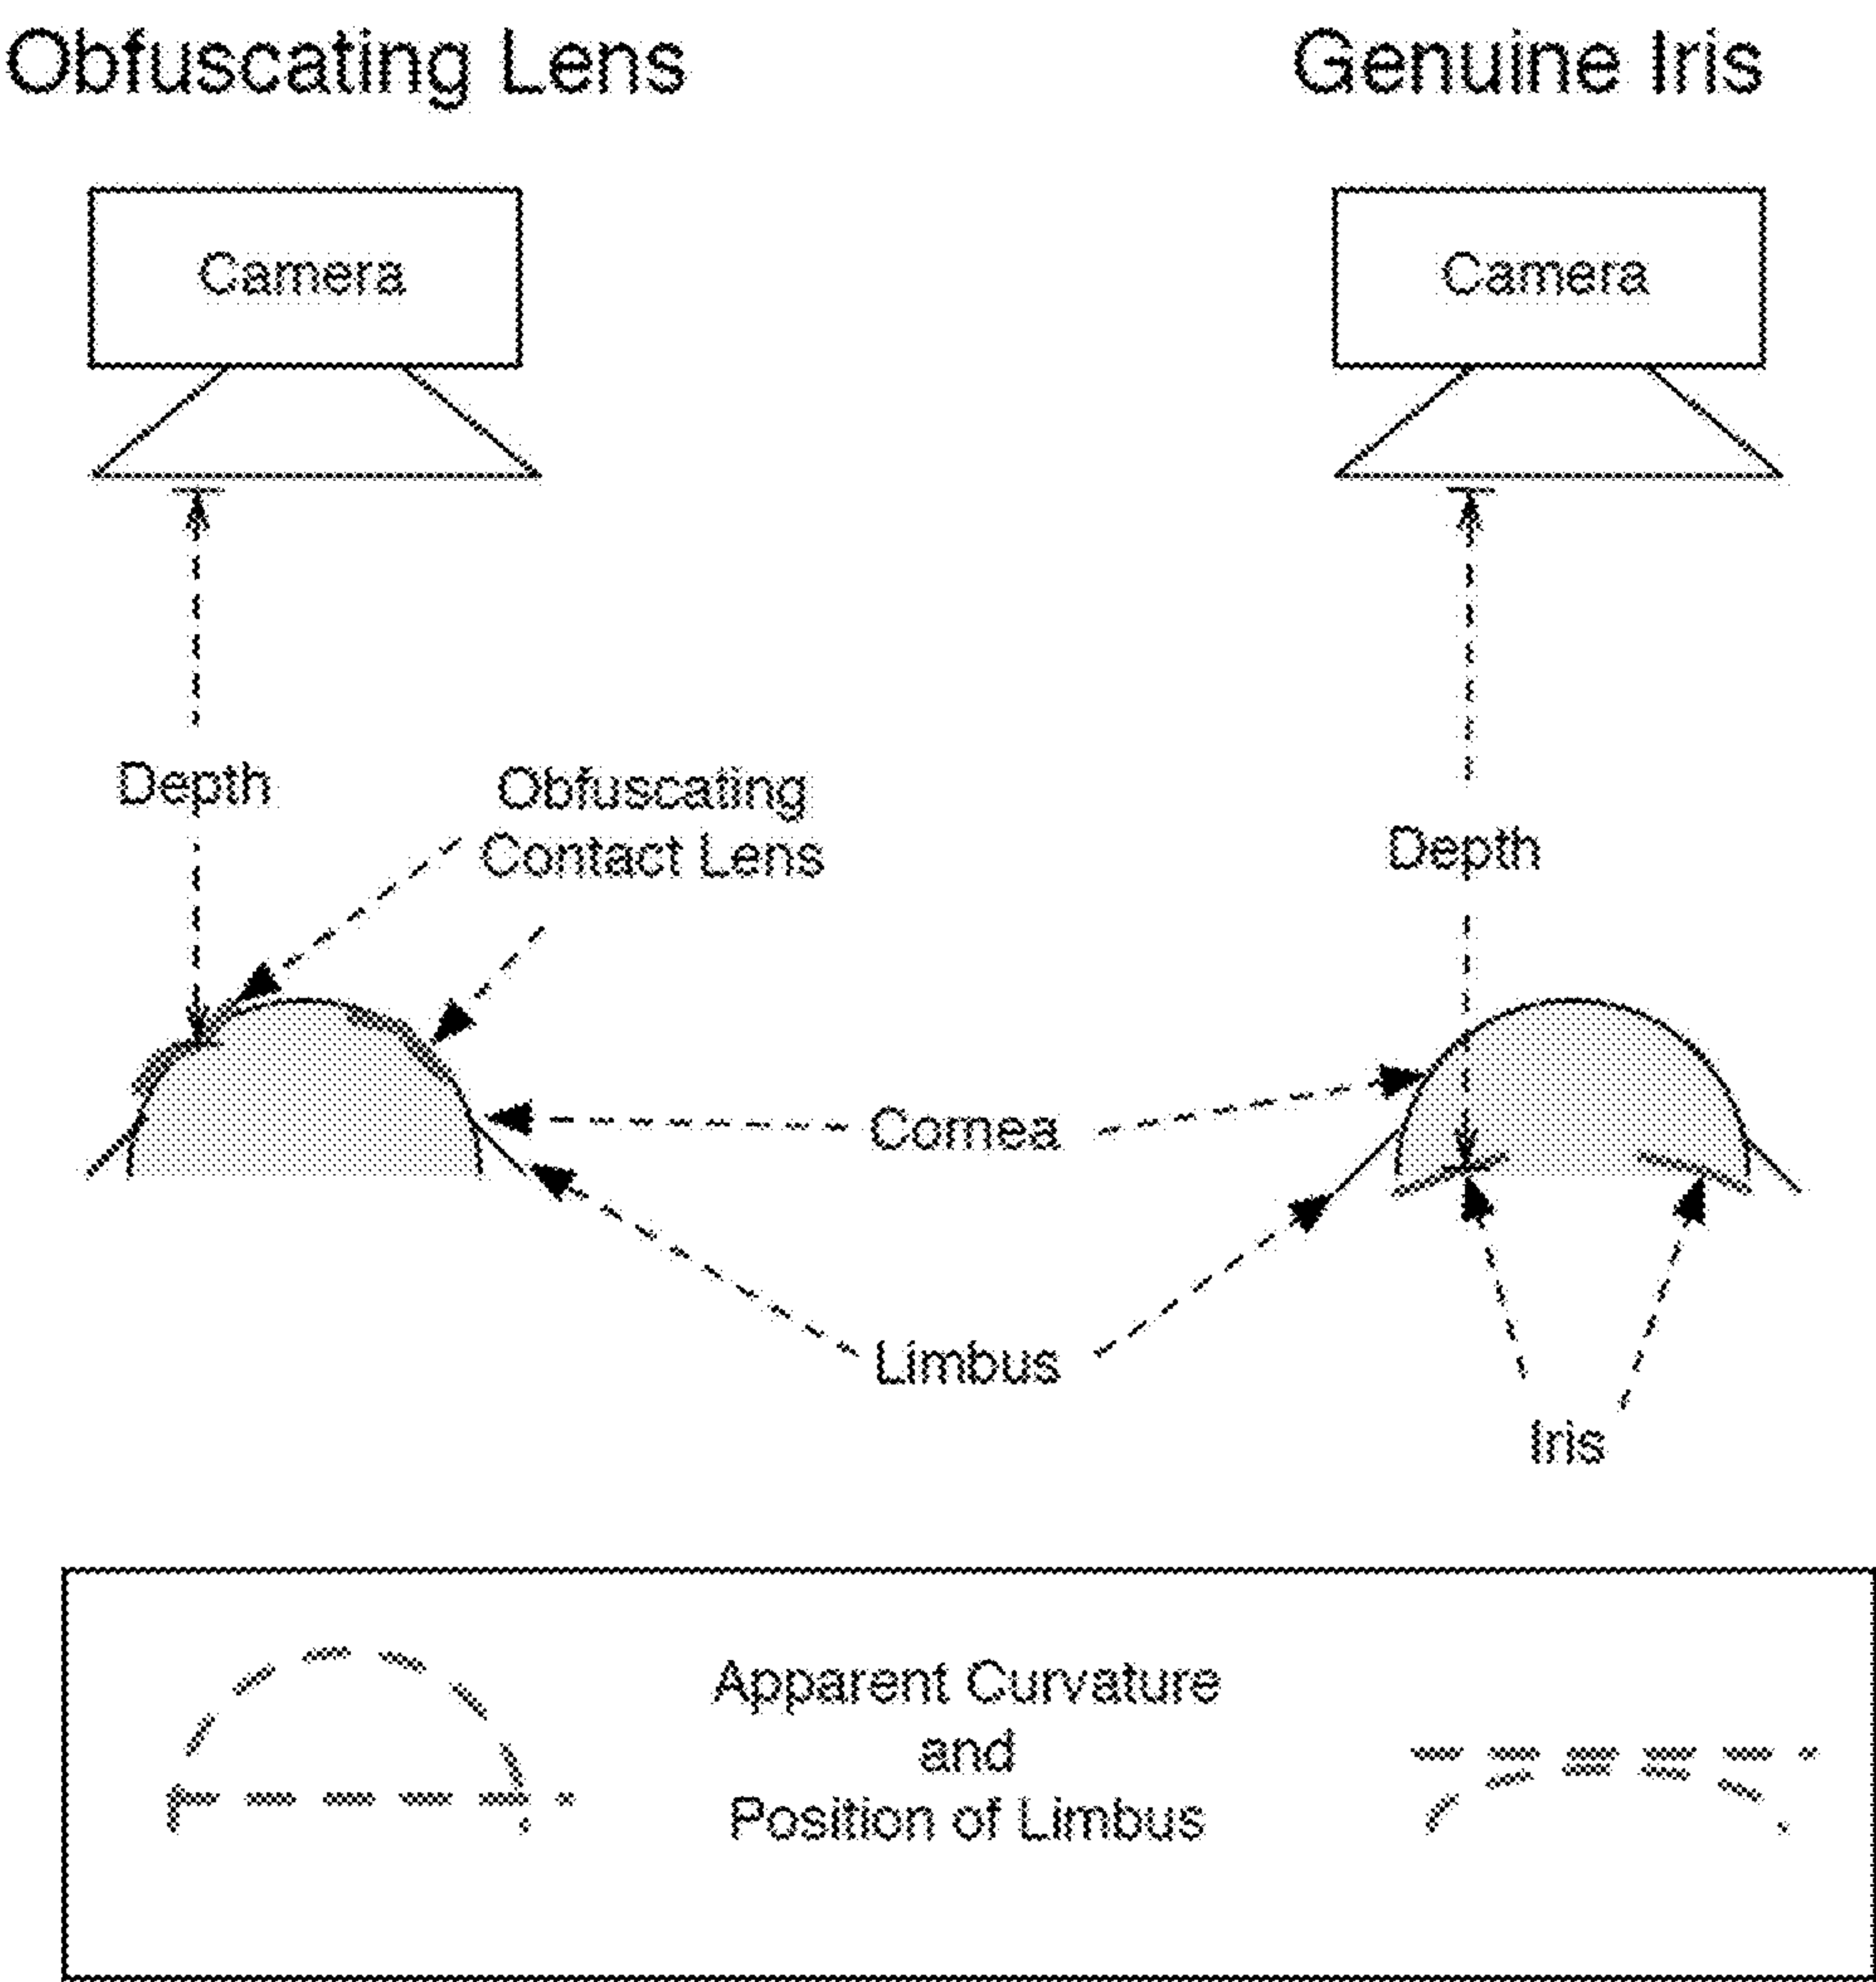 Obfuscating Lens
Genuine Iris
Camera
Camera
Depth
Obfuscating
Contact Lens
Depth
Cornea
Limbus
Iris
Apparent Curvature
and
Position of Limbus